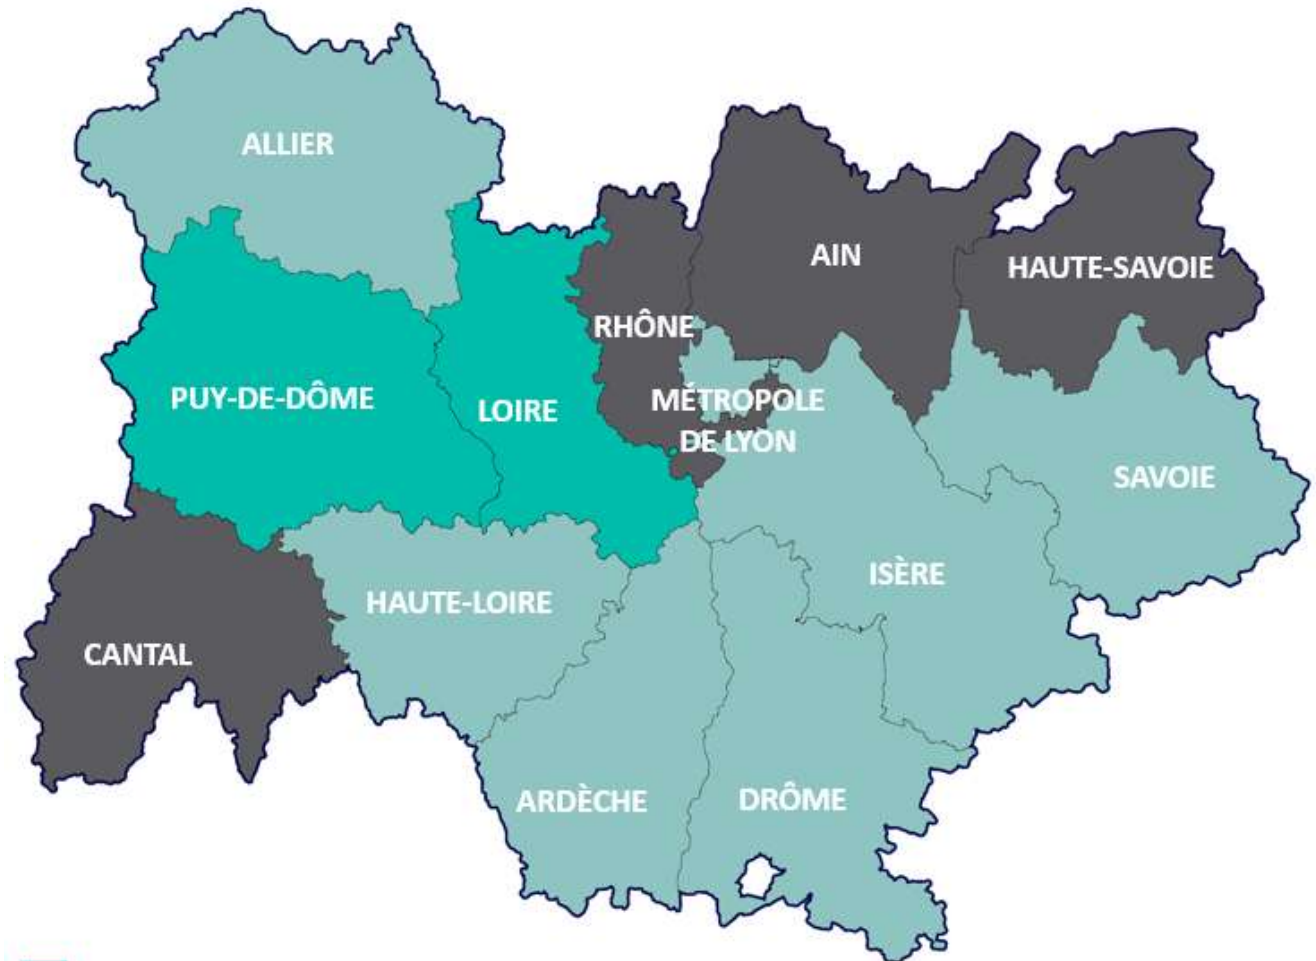 ALLIER
AIN
HAUTE-SAVOIE
RHÔNE
PUY-DE-DÔME
LOIRE
MÉTROPOLE
DE LYON
SAVOIE
ISÈRE
HAUTE-LOIRE
CANTAL
ARDÈCHE
DRÔME